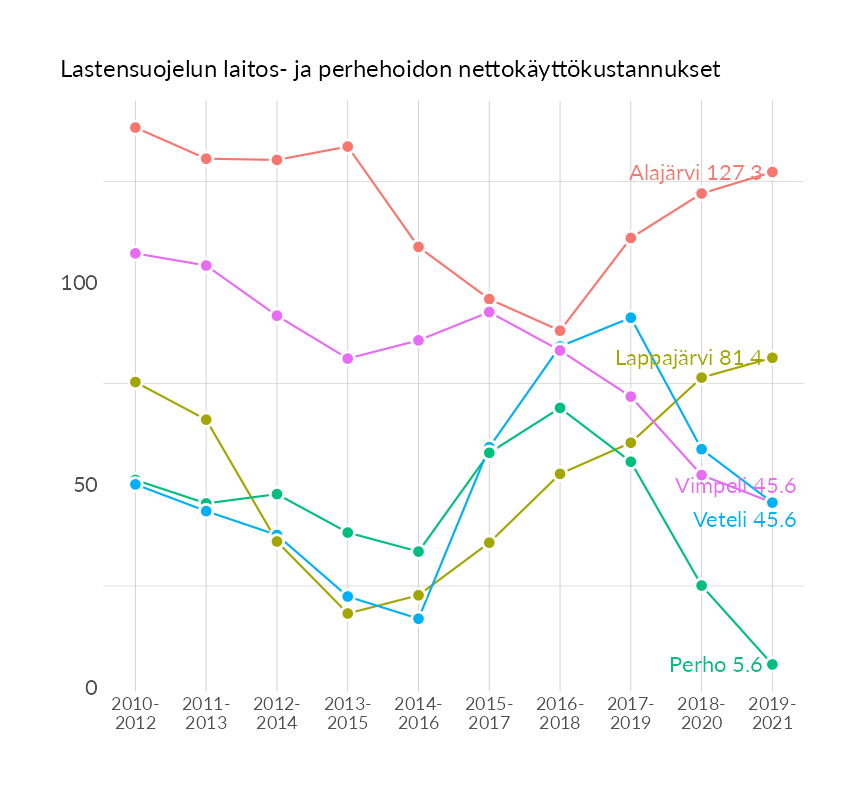 Lastensuojelun laitos- ja perhehoidon nettokäyttökustannukset
Alajärvi 127.3
100
Lappajärvi 81.4
50
Vimpeli 45.6
Veteli 45.6
Perho 5.6
0
2010- 2011- 2012- 2013- 2014- 2015- 2016- 2017- 2018- 2019-
2012 2013 2014 2015 2016 2017 2018 2019 2020 2021